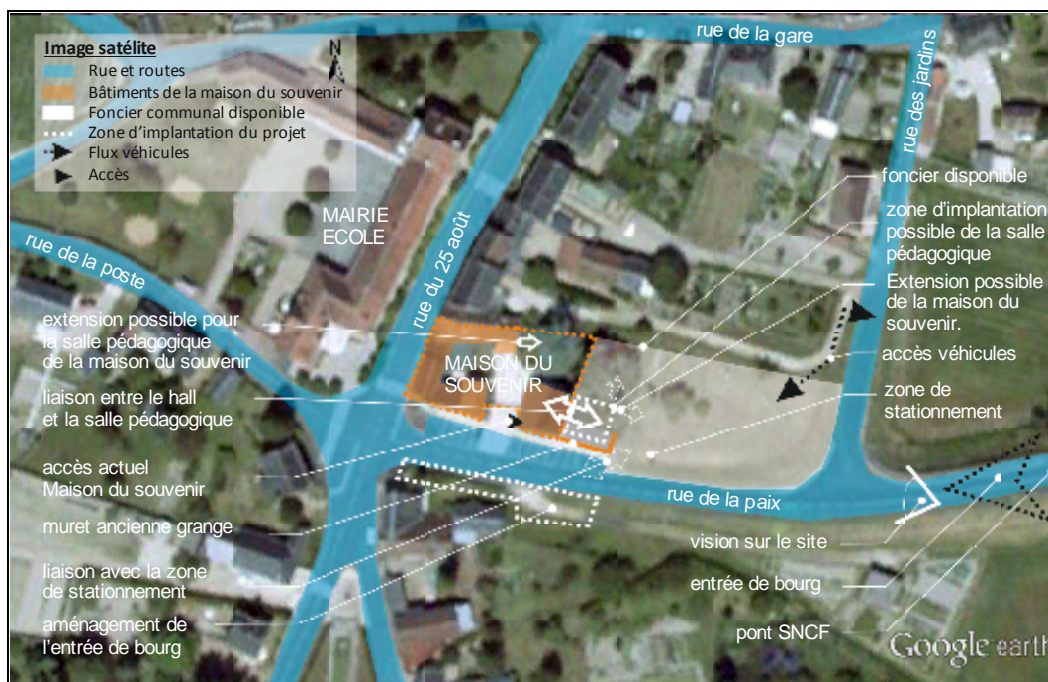 Image satélite
N
Rue et routes
Bâtiments de la maison du souvenir
Foncier communal disponible
Zone d'implantation du projet
Flux véhicules
Accès
rue de la gare
rue des jardins
rue du 25 août
rue de la poste
MAIRIE
ECOLE
foncier disponible
zone d'implantation
possible de la salle
pédagogique
Extension possible
de la maison du
souvenir.
accès véhicules
zone de
stationnement
extension possible pour
la salle pédagogique
de la maison du souvenir
MAISON DU
SOUVENIR
liaison entre le hall
et la salle pédagogique
accès actuel
Maison du souvenir
muret ancienne grange
liaison avec la zone
de stationnement
aménagement de
l'entrée de bourg
rue de la paix
vision sur le site
entrée de bourg
pont SNCF
Google earth